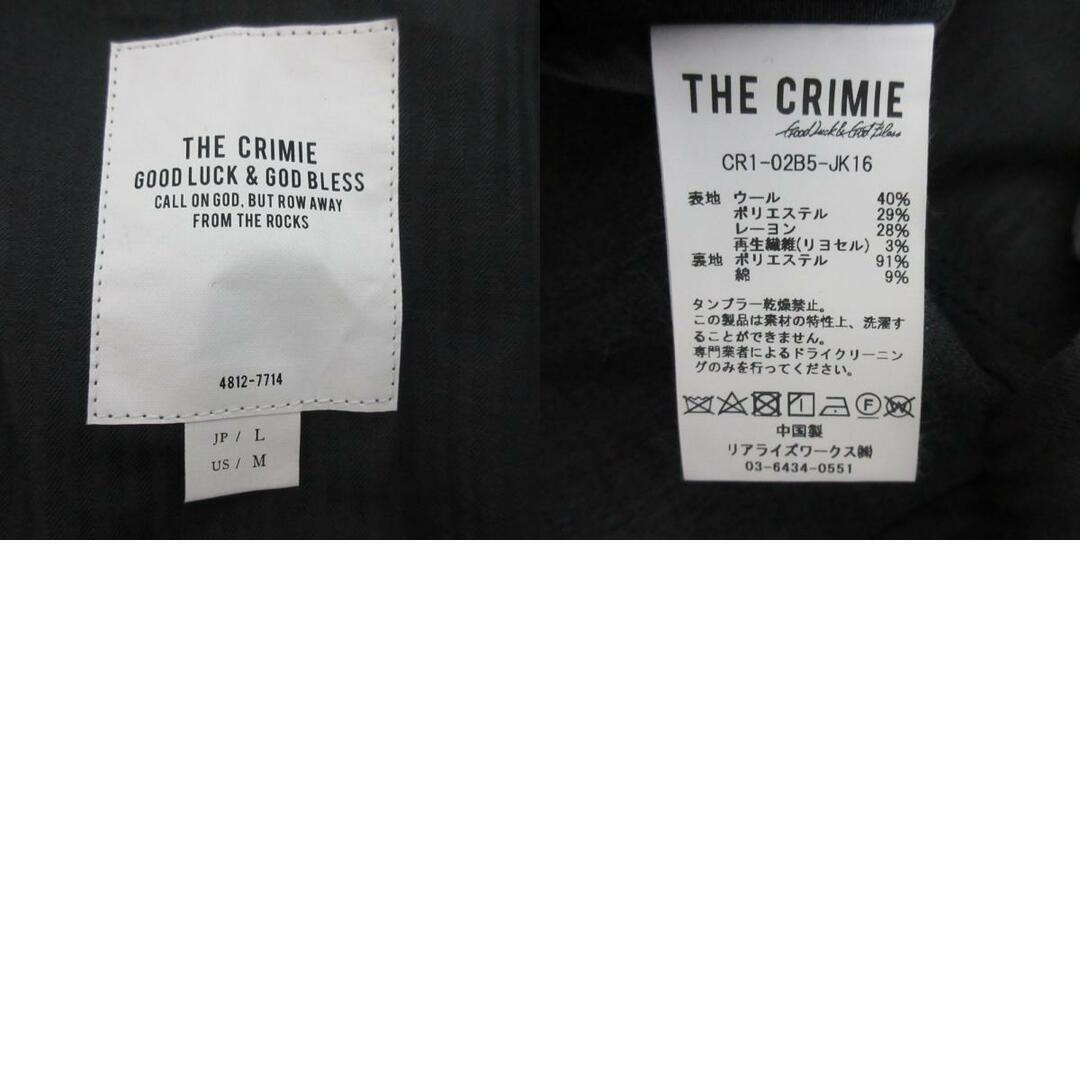 THE CRIMIE
GOOD LUCK & GOD BLESS
CALL ON GOD, BUT ROW AWAY
FROM THE ROCKS
4812-7714
JP / L
US / M
THE CRIMIE
Good Luck & God Bless
CR1-02B5-JK16
表地 ウール 40%
ポリエステル 29%
レーヨン 28%
再生繊維(リヨセル) 3%
裏地 ポリエステル 91%
綿 9%
タンブラー乾燥禁止。
この製品は素材の特性上、洗濯す
ることができません。
専門業者によるドライクリーニン
グのみを行ってください。
中国製
リアライズワークス㈱
03-6434-0551